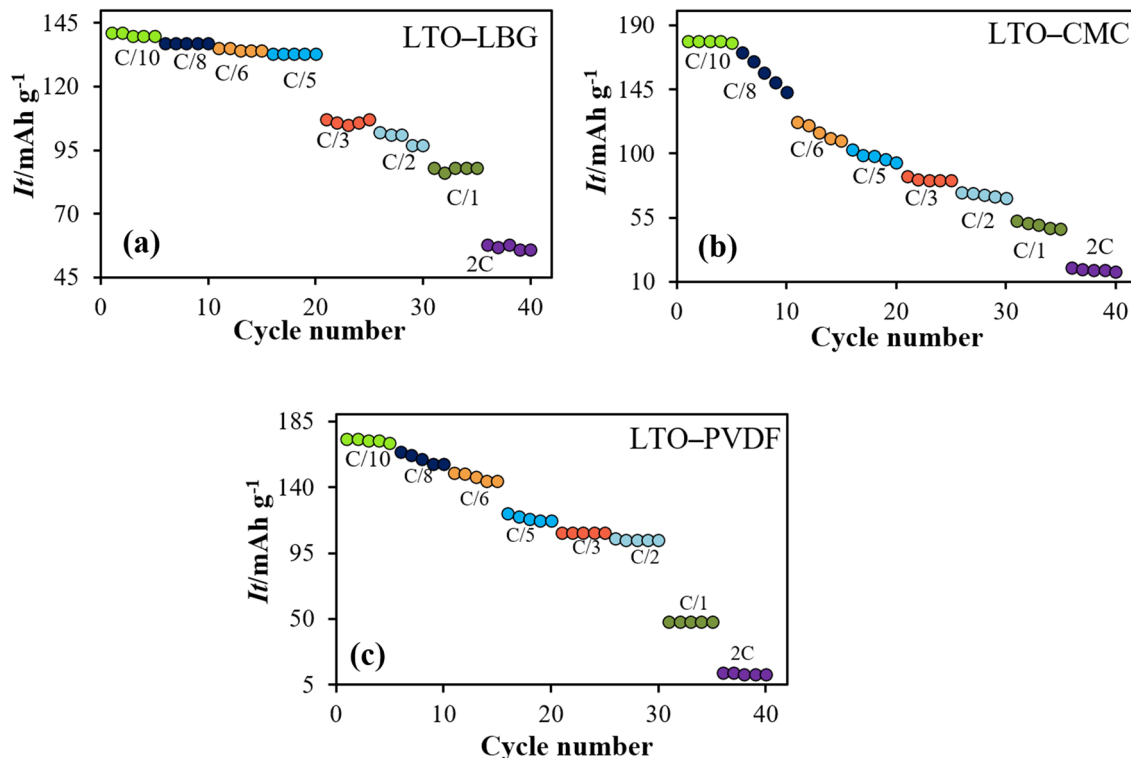 LTO–LBG
It/mAh g⁻¹
145
120
95
70
45
C/10
C/8
C/6
C/5
C/3
C/2
C/1
2C
(a)
0
10
20
30
40
Cycle number
LTO–CMC
It/mAh g⁻¹
190
145
100
55
10
C/10
C/8
C/6
C/5
C/3
C/2
C/1
2C
(b)
0
10
20
30
40
Cycle number
LTO–PVDF
It/mAh g⁻¹
185
140
95
50
5
C/10
C/8
C/6
C/5
C/3
C/2
C/1
2C
(c)
0
10
20
30
40
Cycle number